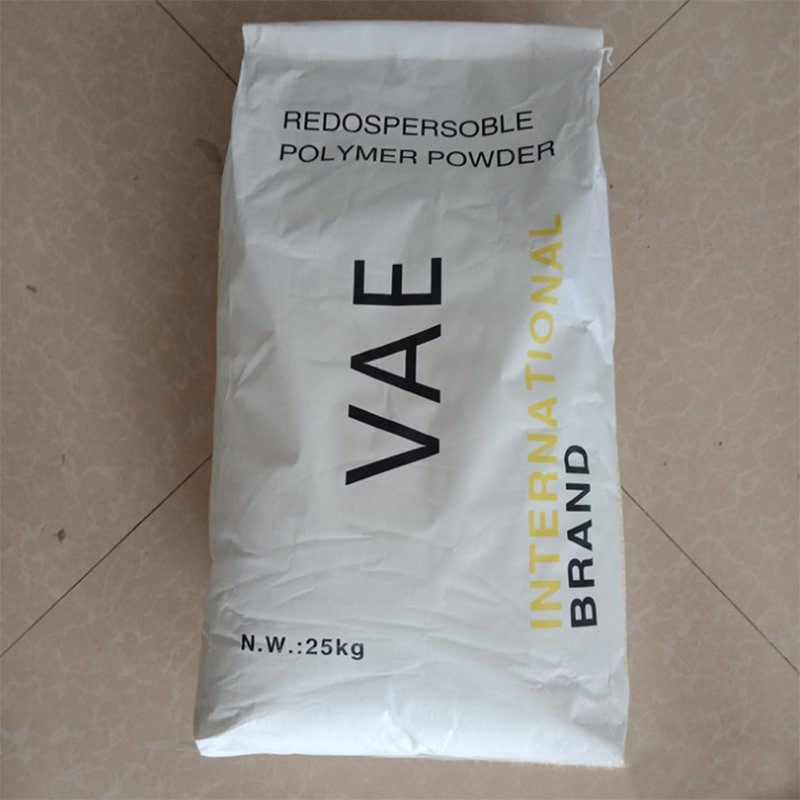 REDOSPERSOBLE
POLYMER POWDER
VAE
INTERNATIONAL
BRAND
N.W.:25kg